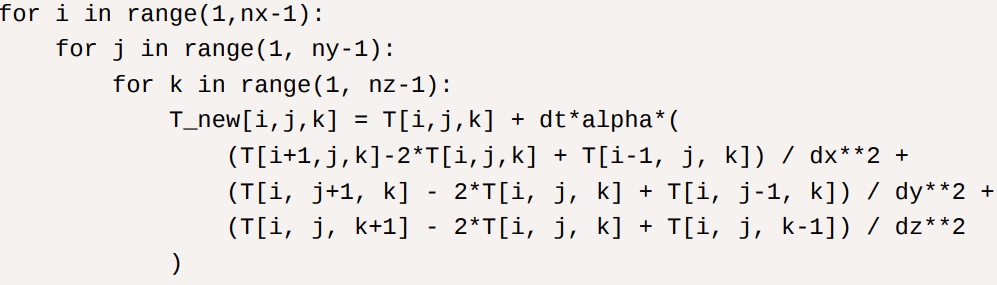 for i in range(1,nx-1):
    for j in range(1, ny-1):
        for k in range(1, nz-1):
            T_new[i,j,k] = T[i,j,k] + dt*alpha*(
                (T[i+1,j,k]-2*T[i,j,k] + T[i-1, j, k]) / dx**2 +
                (T[i, j+1, k] - 2*T[i, j, k] + T[i, j-1, k]) / dy**2 +
                (T[i, j, k+1] - 2*T[i, j, k] + T[i, j, k-1]) / dz**2
            )